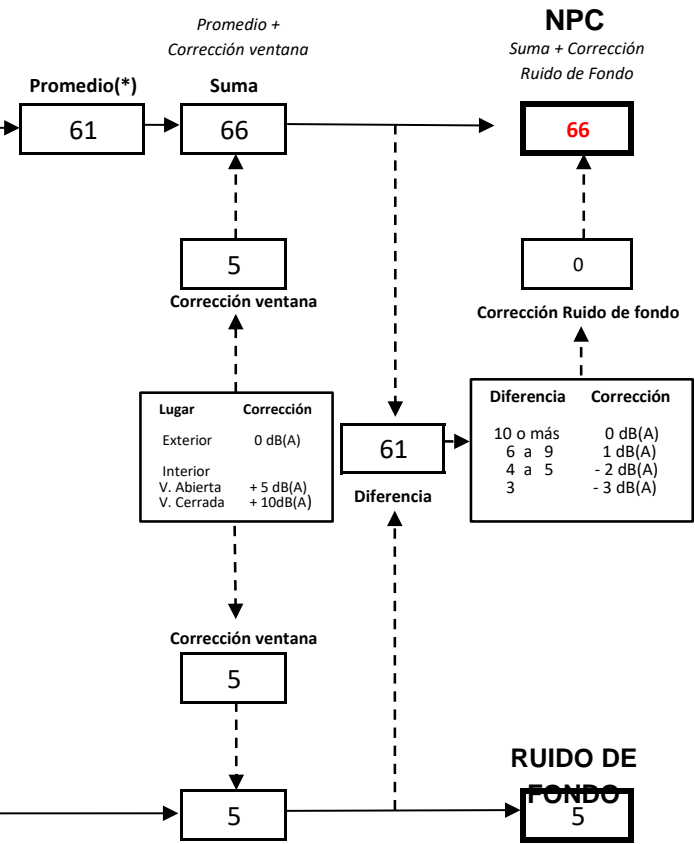 Promedio +
Corrección ventana
NPC
Suma + Corrección
Ruido de Fondo
Promedio(*)
Suma
61
66
66
5
0
Corrección ventana
Corrección Ruido de fondo
Lugar Corrección
Exterior 0 dB(A)
Interior
V. Abierta + 5 dB(A)
V. Cerrada + 10dB(A)
61
Diferencia
Diferencia Corrección
10 o más 0 dB(A)
6 a 9 1 dB(A)
4 a 5 - 2 dB(A)
3 - 3 dB(A)
Corrección ventana
5
RUIDO DE
FONDO
5
5